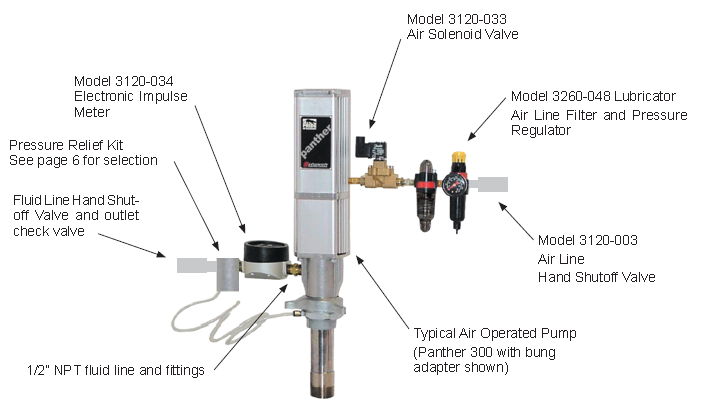 Model 3120-033
Air Solenoid Valve
Model 3120-034
Electronic Impulse
Meter
Model 3260-048 Lubricator
Air Line Filter and Pressure
Regulator
Pressure Relief Kit
See page 6 for selection
panther
Fluid Line Hand Shut-
off Valve and outlet
check valve
Model 3120-003
Air Line
Hand Shutoff Valve
Typical Air Operated Pump
(Panther 300 with bung
adapter shown)
1/2" NPT fluid line and fittings